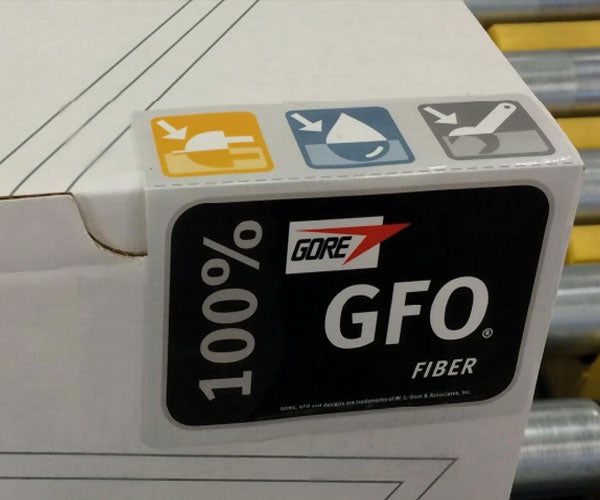 100%
GORE
GFO®
FIBER
GORE, GFO and designs are trademarks of W. L. Gore & Associates, Inc.